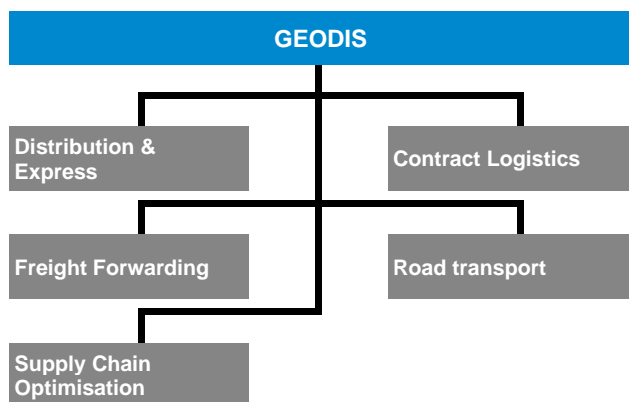 GEODIS
Distribution &
Express
Contract Logistics
Freight Forwarding
Road transport
Supply Chain
Optimisation